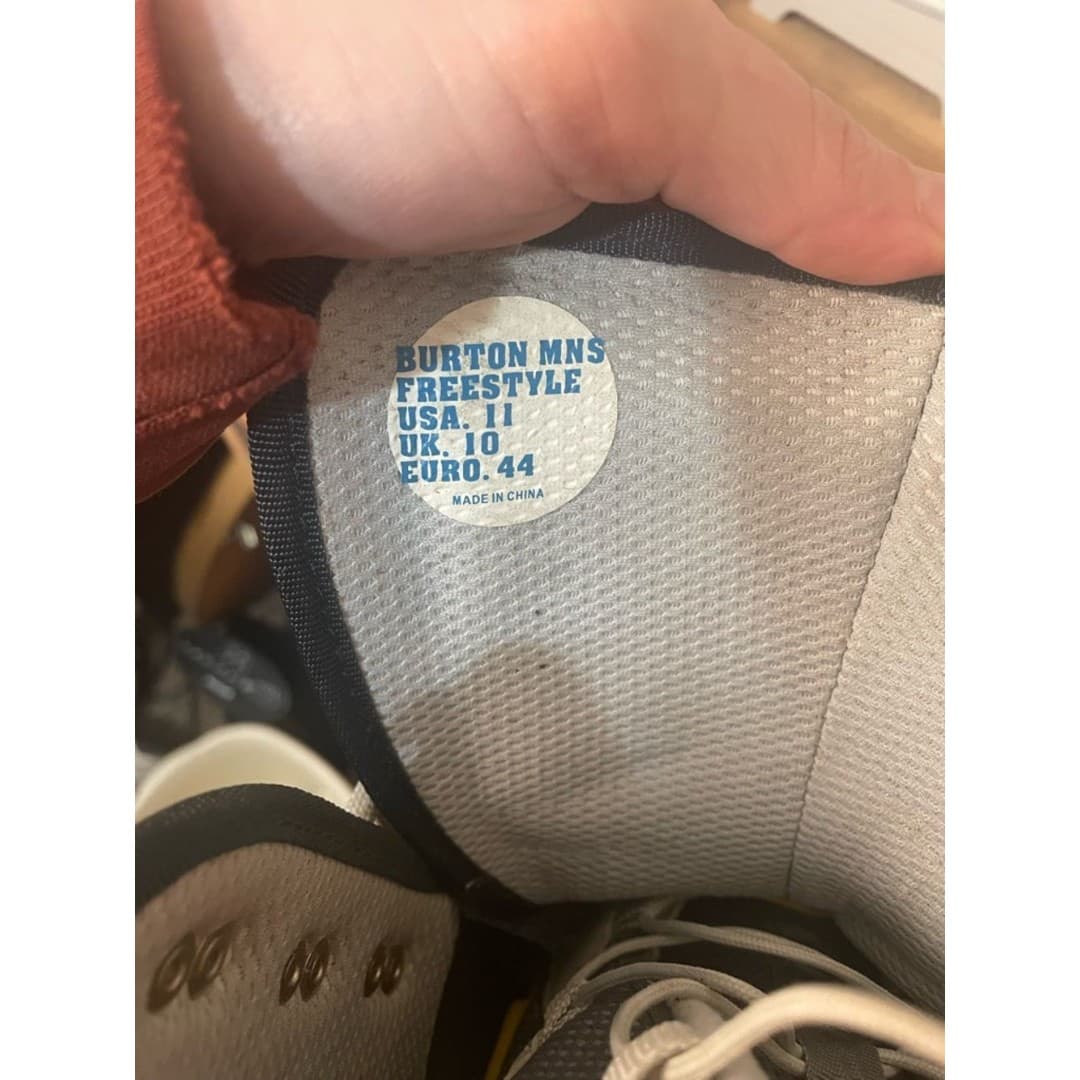 BURTON MNS
FREESTYLE
USA. 11
UK. 10
EURO. 44
MADE IN CHINA